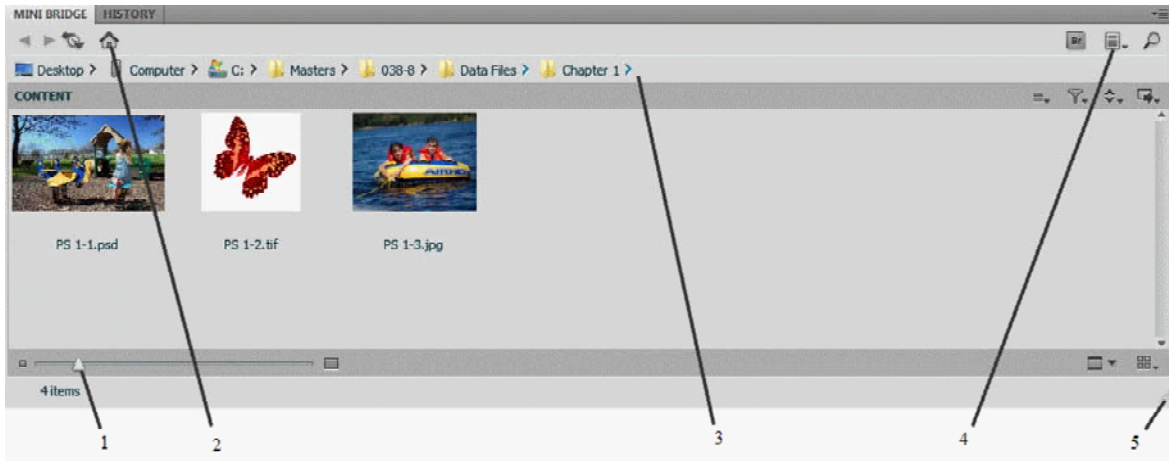 MINI BRIDGE HISTORY
Br
Desktop > Computer > C: > Masters > 038-8 > Data Files > Chapter 1 >
CONTENT
PS 1-1.psd PS 1-2.tif PS 1-3.jpg
4 items
1 2 3 4 5